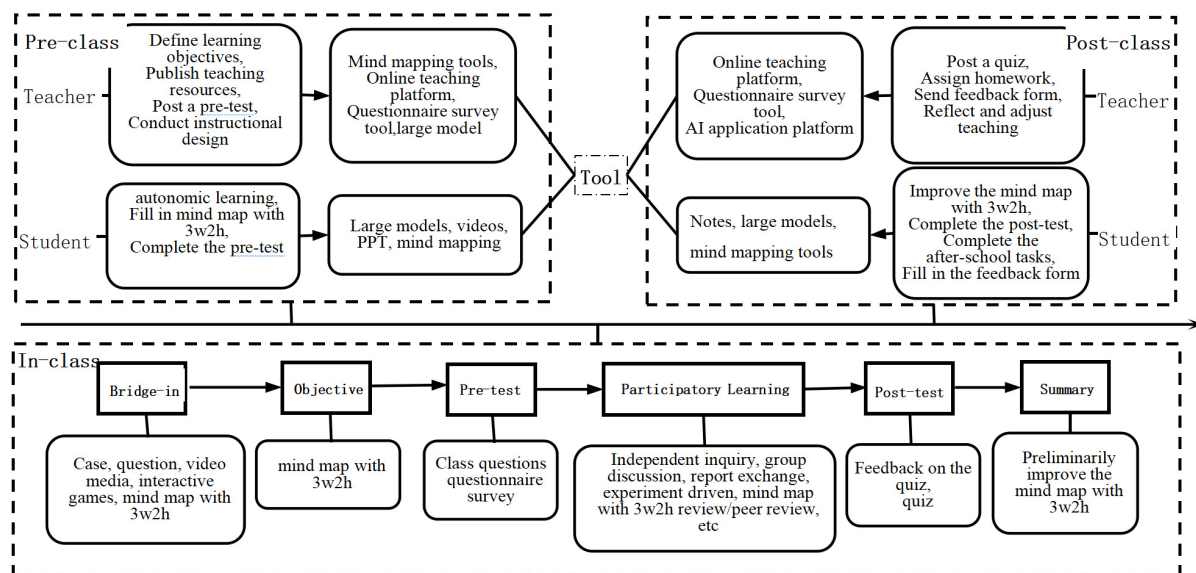 Pre-class
Teacher
Define learning
objectives,
Publish teaching
resources,
Post a pre-test,
Conduct instructional
design
Mind mapping tools,
Online teaching
platform,
Questionnaire survey
tool,large model
Student
autonomic learning,
Fill in mind map with
3w2h,
Complete the pre-test
Large models, videos,
PPT, mind mapping
Tool
Online teaching
platform,
Questionnaire survey
tool,
AI application platform
Post a quiz,
Assign homework,
Send feedback form,
Reflect and adjust
teaching
Post-class
Teacher
Notes, large models,
mind mapping tools
Improve the mind map
with 3w2h,
Complete the post-test,
Complete the
after-school tasks,
Fill in the feedback form
Student
In-class
Bridge-in
Objective
Pre-test
Participatory Learning
Post-test
Summary
Case, question, video
media, interactive
games, mind map with
3w2h
mind map with
3w2h
Class questions
questionnaire
survey
Independent inquiry, group
discussion, report exchange,
experiment driven, mind map
with 3w2h review/peer review,
etc
Feedback on the
quiz,
quiz
Preliminarily
improve the
mind map with
3w2h